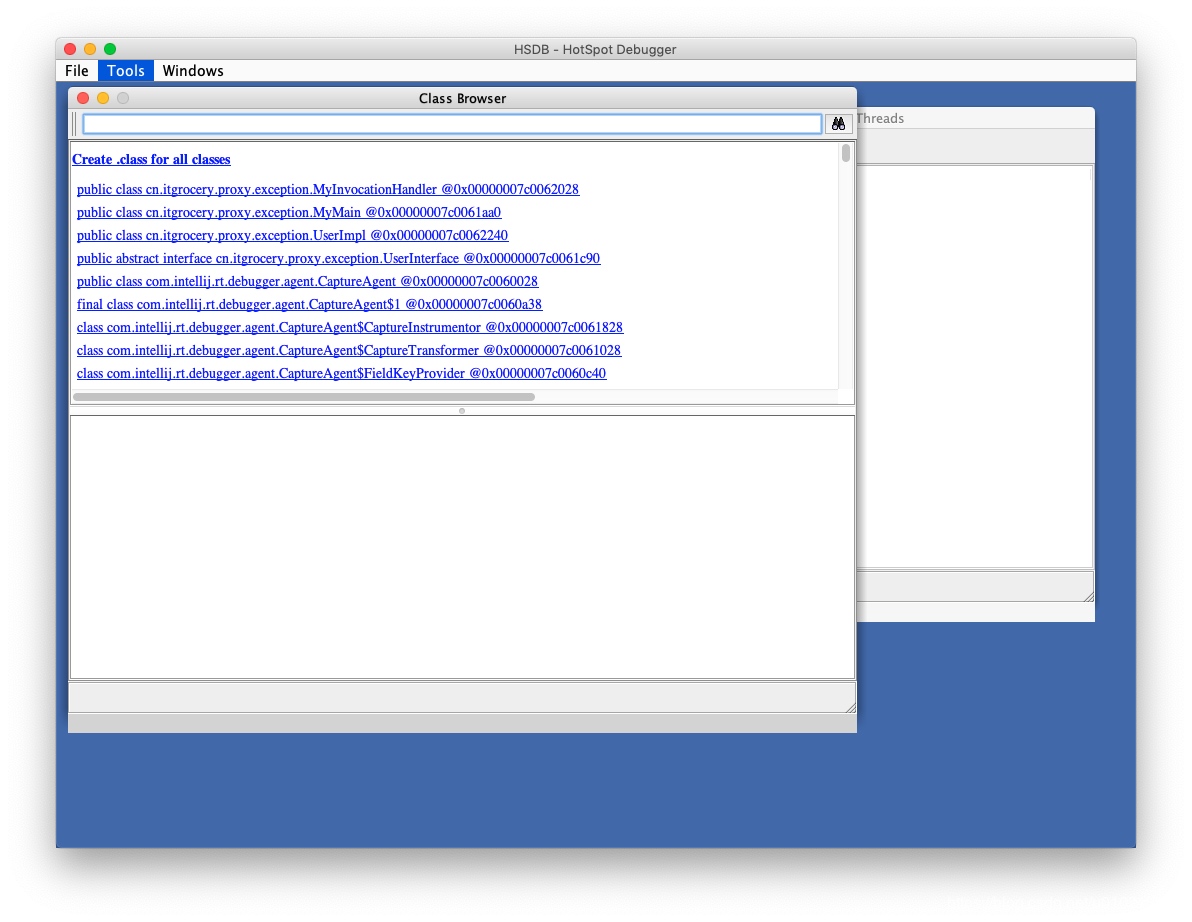 HSDB - HotSpot Debugger
File Tools Windows
Class Browser
Threads
Create .class for all classes
public class cn.itgrocery.proxy.exception.MyInvocationHandler @0x00000007c0062028
public class cn.itgrocery.proxy.exception.MyMain @0x00000007c0061aa0
public class cn.itgrocery.proxy.exception.UserImpl @0x00000007c0062240
public abstract interface cn.itgrocery.proxy.exception.UserInterface @0x00000007c0061c90
public class com.intellij.rt.debugger.agent.CaptureAgent @0x00000007c0060028
final class com.intellij.rt.debugger.agent.CaptureAgent$1 @0x00000007c0060a38
class com.intellij.rt.debugger.agent.CaptureAgent$CaptureInstrumentor @0x00000007c0061828
class com.intellij.rt.debugger.agent.CaptureAgent$CaptureTransformer @0x00000007c0061028
class com.intellij.rt.debugger.agent.CaptureAgent$FieldKeyProvider @0x00000007c0060c40